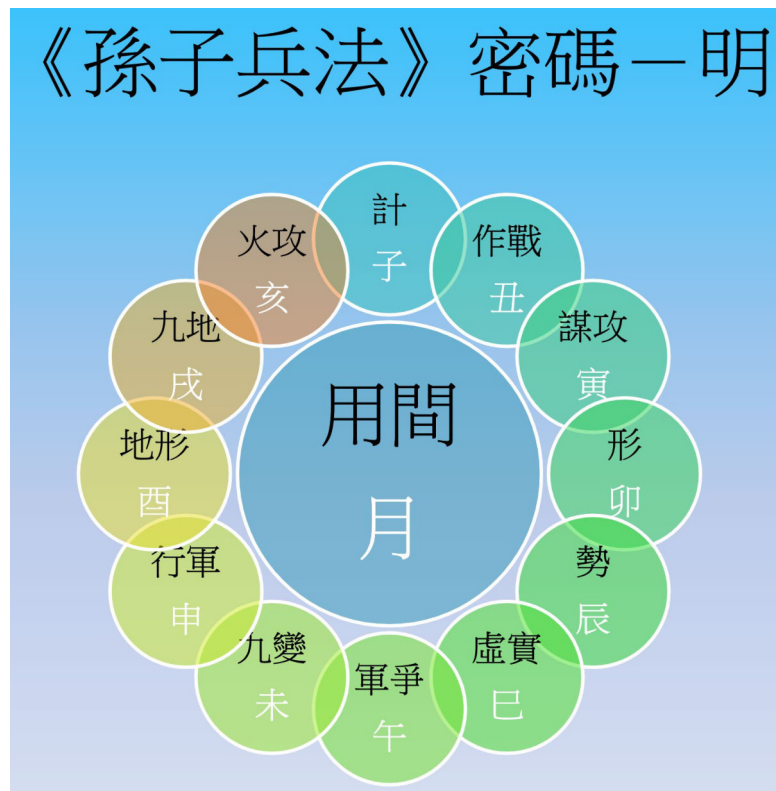 《孫子兵法》密碼－明
計
子
作戰
丑
謀攻
寅
形
卯
勢
辰
虛實
巳
軍爭
午
九變
未
行軍
申
地形
酉
九地
戌
火攻
亥
用間
月